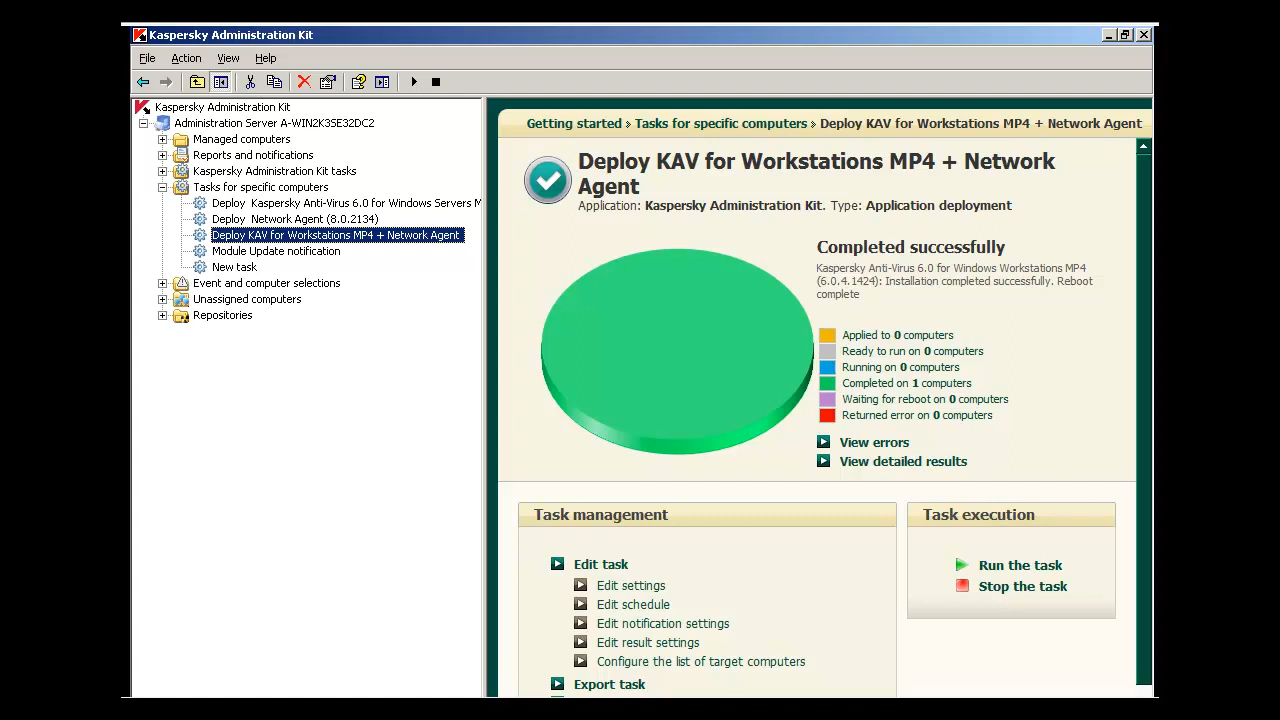 Kaspersky Administration Kit
File Action View Help
Kaspersky Administration Kit
Administration Server A-WIN2K3SE32DC2
Managed computers
Reports and notifications
Kaspersky Administration Kit tasks
Tasks for specific computers
Deploy Kaspersky Anti-Virus 6.0 for Windows Servers M
Deploy Network Agent (8.0.2134)
Deploy KAV for Workstations MP4 + Network Agent
Module Update notification
New task
Event and computer selections
Unassigned computers
Repositories
Getting started › Tasks for specific computers › Deploy KAV for Workstations MP4 + Network Agent
Deploy KAV for Workstations MP4 + Network
Agent
Application: Kaspersky Administration Kit. Type: Application deployment
Completed successfully
Kaspersky Anti-Virus 6.0 for Windows Workstations MP4
(6.0.4.1424): Installation completed successfully. Reboot
complete
Applied to 0 computers
Ready to run on 0 computers
Running on 0 computers
Completed on 1 computers
Waiting for reboot on 0 computers
Returned error on 0 computers
View errors
View detailed results
Task management
Edit task
Edit settings
Edit schedule
Edit notification settings
Edit result settings
Configure the list of target computers
Export task
Task execution
Run the task
Stop the task